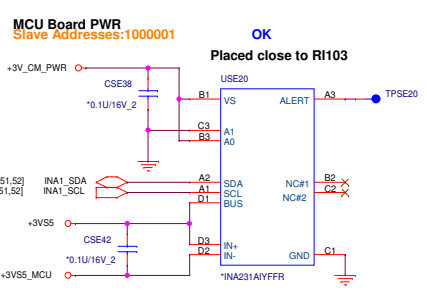 MCU Board PWR
Slave Addresses:1000001
OK
Placed close to RI103
+3V_CM_PWR
CSE38
*0.1U/16V_2
USE20
B1
VS
ALERT
A3
TPSE20
C3
A1
B3
A0
51,52]
INA1_SDA
A2
SDA
NC#1
B2
51,52]
INA1_SCL
A1
SCL
NC#2
C2
D1
BUS
+3VS5
CSE42
*0.1U/16V_2
D3
IN+
D2
IN-
GND
C1
+3VS5_MCU
*INA231AIYFFR